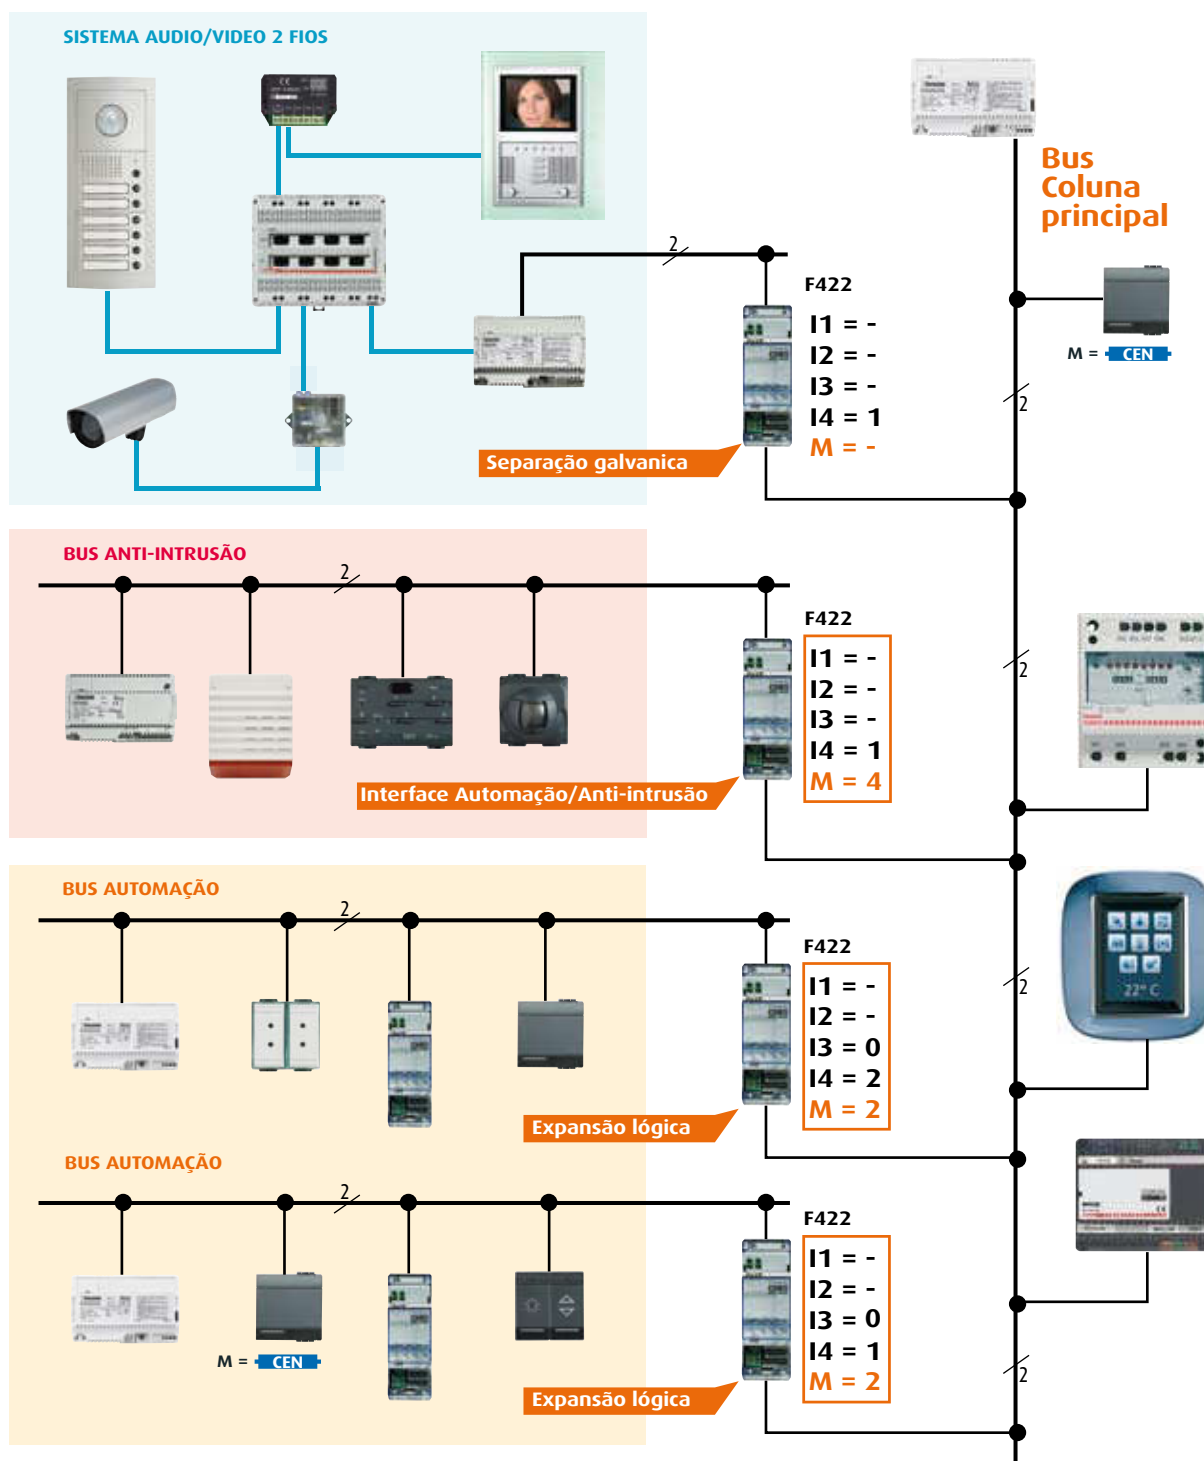 SISTEMA AUDIO/VIDEO 2 FIOS
Bus
Coluna
principal
2
F422
I1 = -
I2 = -
I3 = -
I4 = 1
M = -
M = CEN
2
Separação galvanica
BUS ANTI-INTRUSÃO
2
F422
I1 = -
I2 = -
I3 = -
I4 = 1
M = 4
2
Interface Automação/Anti-intrusão
BUS AUTOMAÇÃO
2
F422
I1 = -
I2 = -
I3 = 0
I4 = 2
M = 2
2
22° C
Expansão lógica
BUS AUTOMAÇÃO
2
F422
I1 = -
I2 = -
I3 = 0
I4 = 1
M = 2
M = CEN
2
Expansão lógica